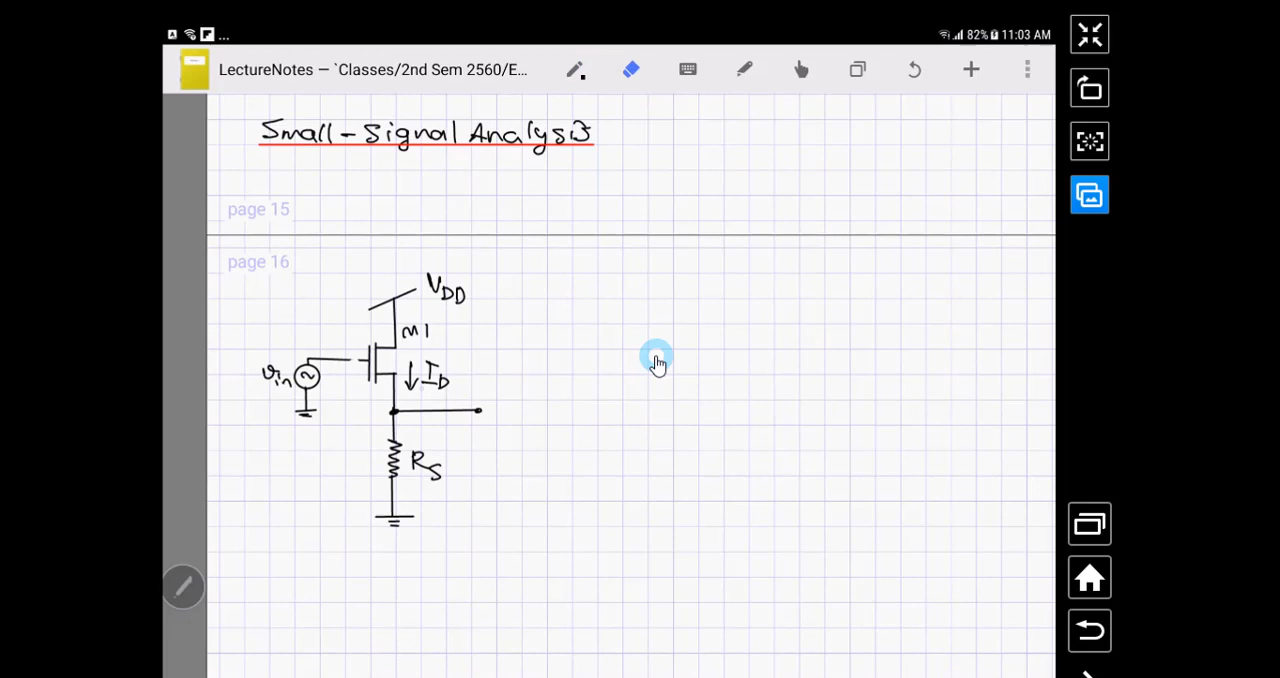 ... 82% 11:03 AM
LectureNotes — `Classes/2nd Sem 2560/E...
Small-Signal Analysis
page 15
page 16
VDD
M1
vin
ID
RS